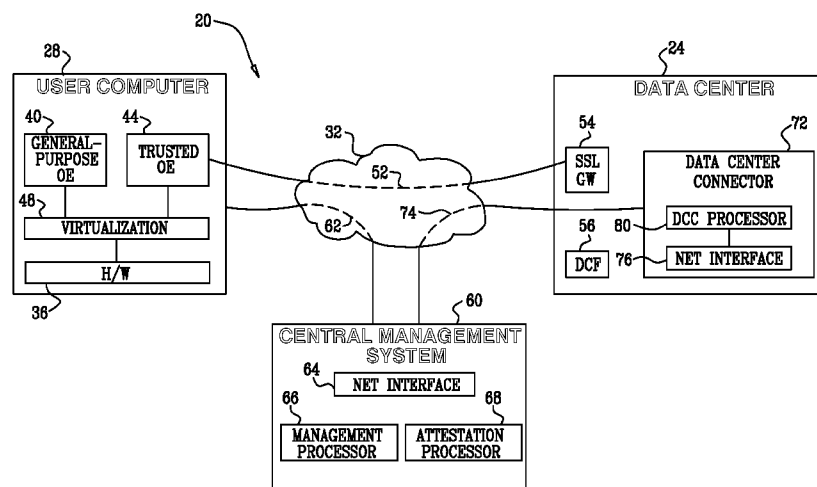 20
28
USER COMPUTER
40
GENERAL-
PURPOSE
OE
44
TRUSTED
OE
48
VIRTUALIZATION
H/W
36
32
52
62
74
24
DATA CENTER
54
SSL
GW
72
DATA CENTER
CONNECTOR
80
DCC PROCESSOR
56
DCF
76
NET INTERFACE
60
CENTRAL MANAGEMENT
SYSTEM
64
NET INTERFACE
66
MANAGEMENT
PROCESSOR
68
ATTESTATION
PROCESSOR